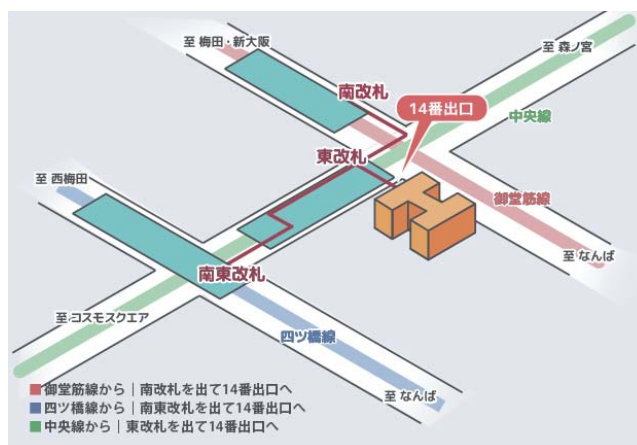 至 梅田・新大阪
至 森ノ宮
南改札
14番出口
中央線
東改札
至 西梅田
御堂筋線
至 なんば
南東改札
至 コスモスクエア
四ツ橋線
至 なんば
御堂筋線から｜南改札を出て14番出口へ
四ツ橋線から｜南東改札を出て14番出口へ
中央線から｜東改札を出て14番出口へ